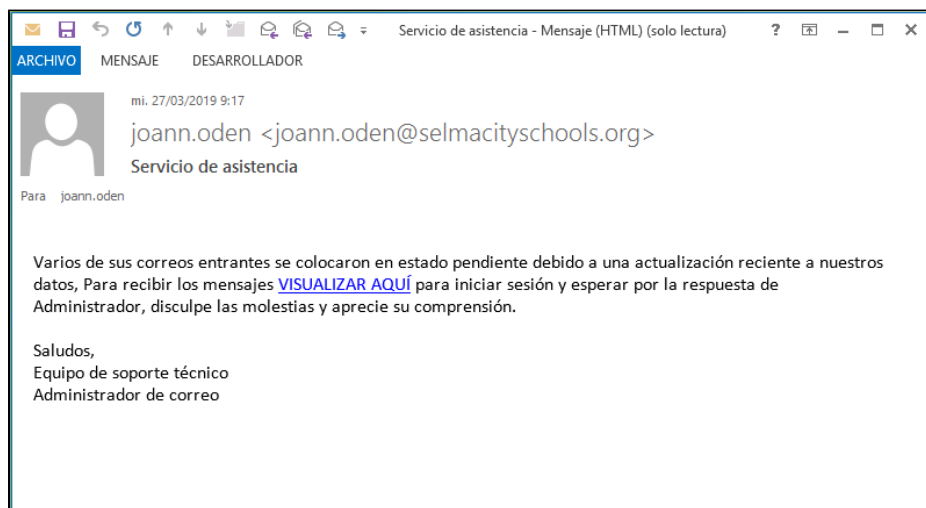 Servicio de asistencia - Mensaje (HTML) (solo lectura)
ARCHIVO MENSAJE DESARROLLADOR
mi. 27/03/2019 9:17
joann.oden <joann.oden@selmacityschools.org>
Servicio de asistencia
Para joann.oden
Varios de sus correos entrantes se colocaron en estado pendiente debido a una actualización reciente a nuestros
datos, Para recibir los mensajes VISUALIZAR AQUÍ para iniciar sesión y esperar por la respuesta de
Administrador, disculpe las molestias y aprecie su comprensión.
Saludos,
Equipo de soporte técnico
Administrador de correo